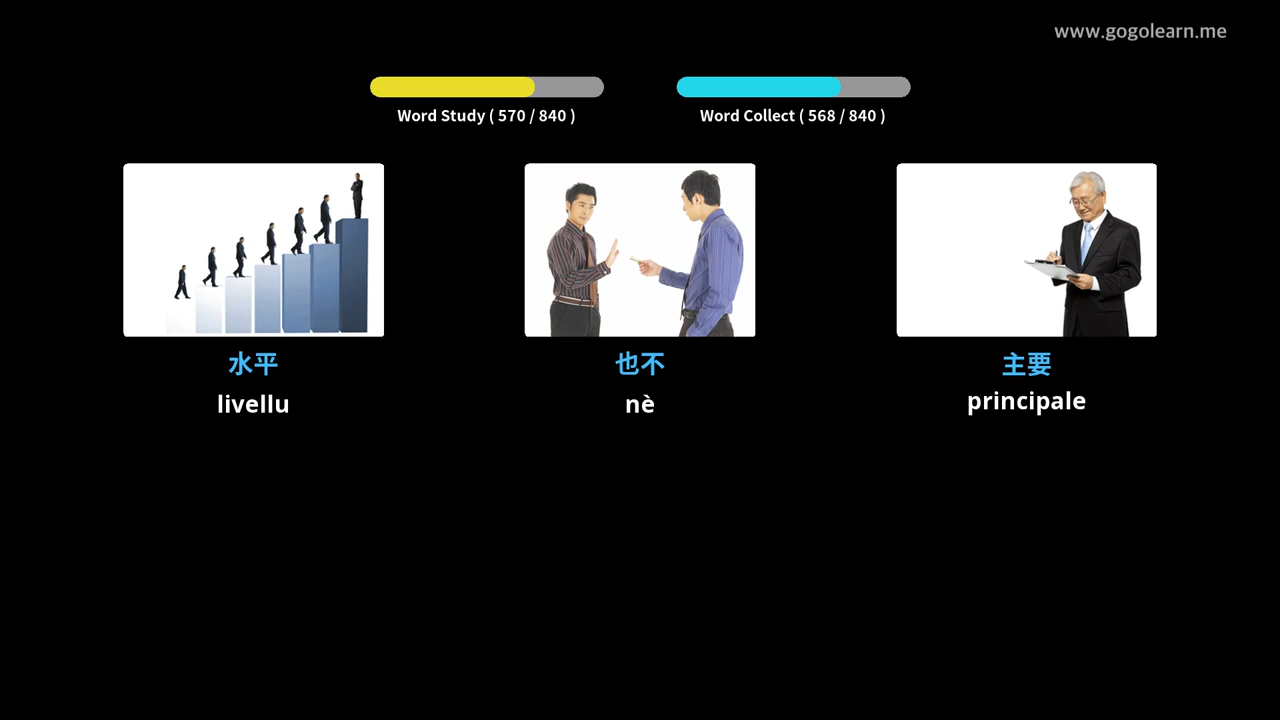 www.gogolearn.me
Word Study ( 570 / 840 )
Word Collect ( 568 / 840 )
水平
也不
主要
livellu
nè
principale